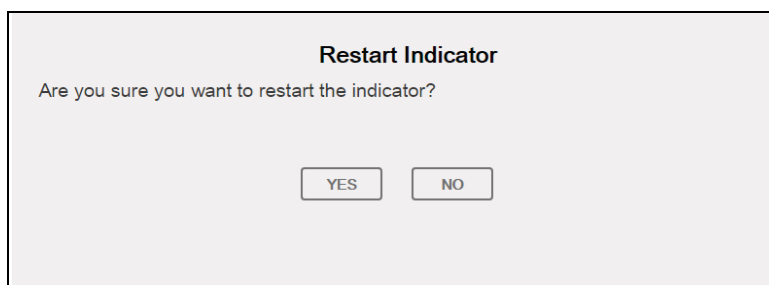 Restart Indicator
Are you sure you want to restart the indicator?
YES NO